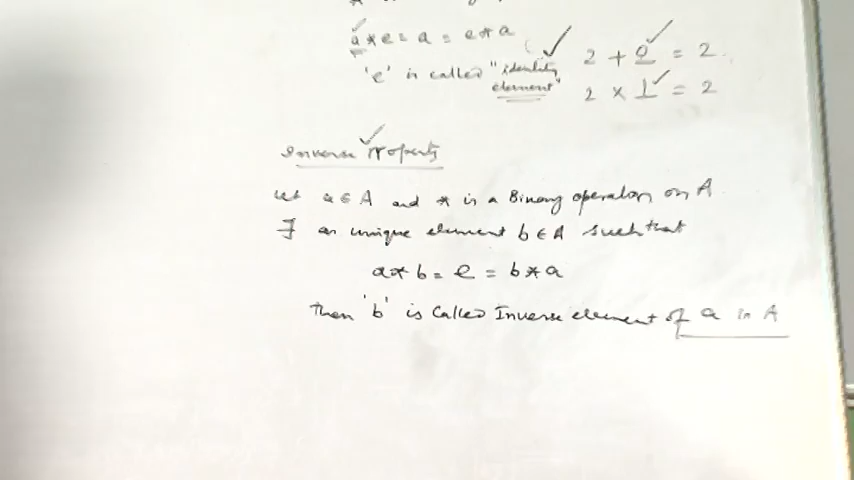 a * e = a = e * a
2 + 0 = 2
'e' is called "identity element"
2 × 1 = 2
Inverse Property
Let a ∈ A and * is a Binary operation on A
∃ an unique element b ∈ A such that
a * b = e = b * a
then 'b' is called Inverse element of a in A